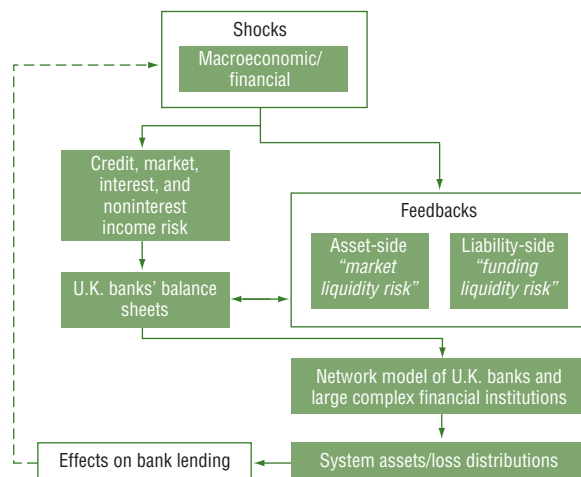 Shocks
Macroeconomic/
financial
Credit, market,
interest, and
noninterest
income risk
Feedbacks
Asset-side
“market
liquidity risk”
Liability-side
“funding
liquidity risk”
U.K. banks’ balance
sheets
Network model of U.K. banks and
large complex financial institutions
Effects on bank lending
System assets/loss distributions